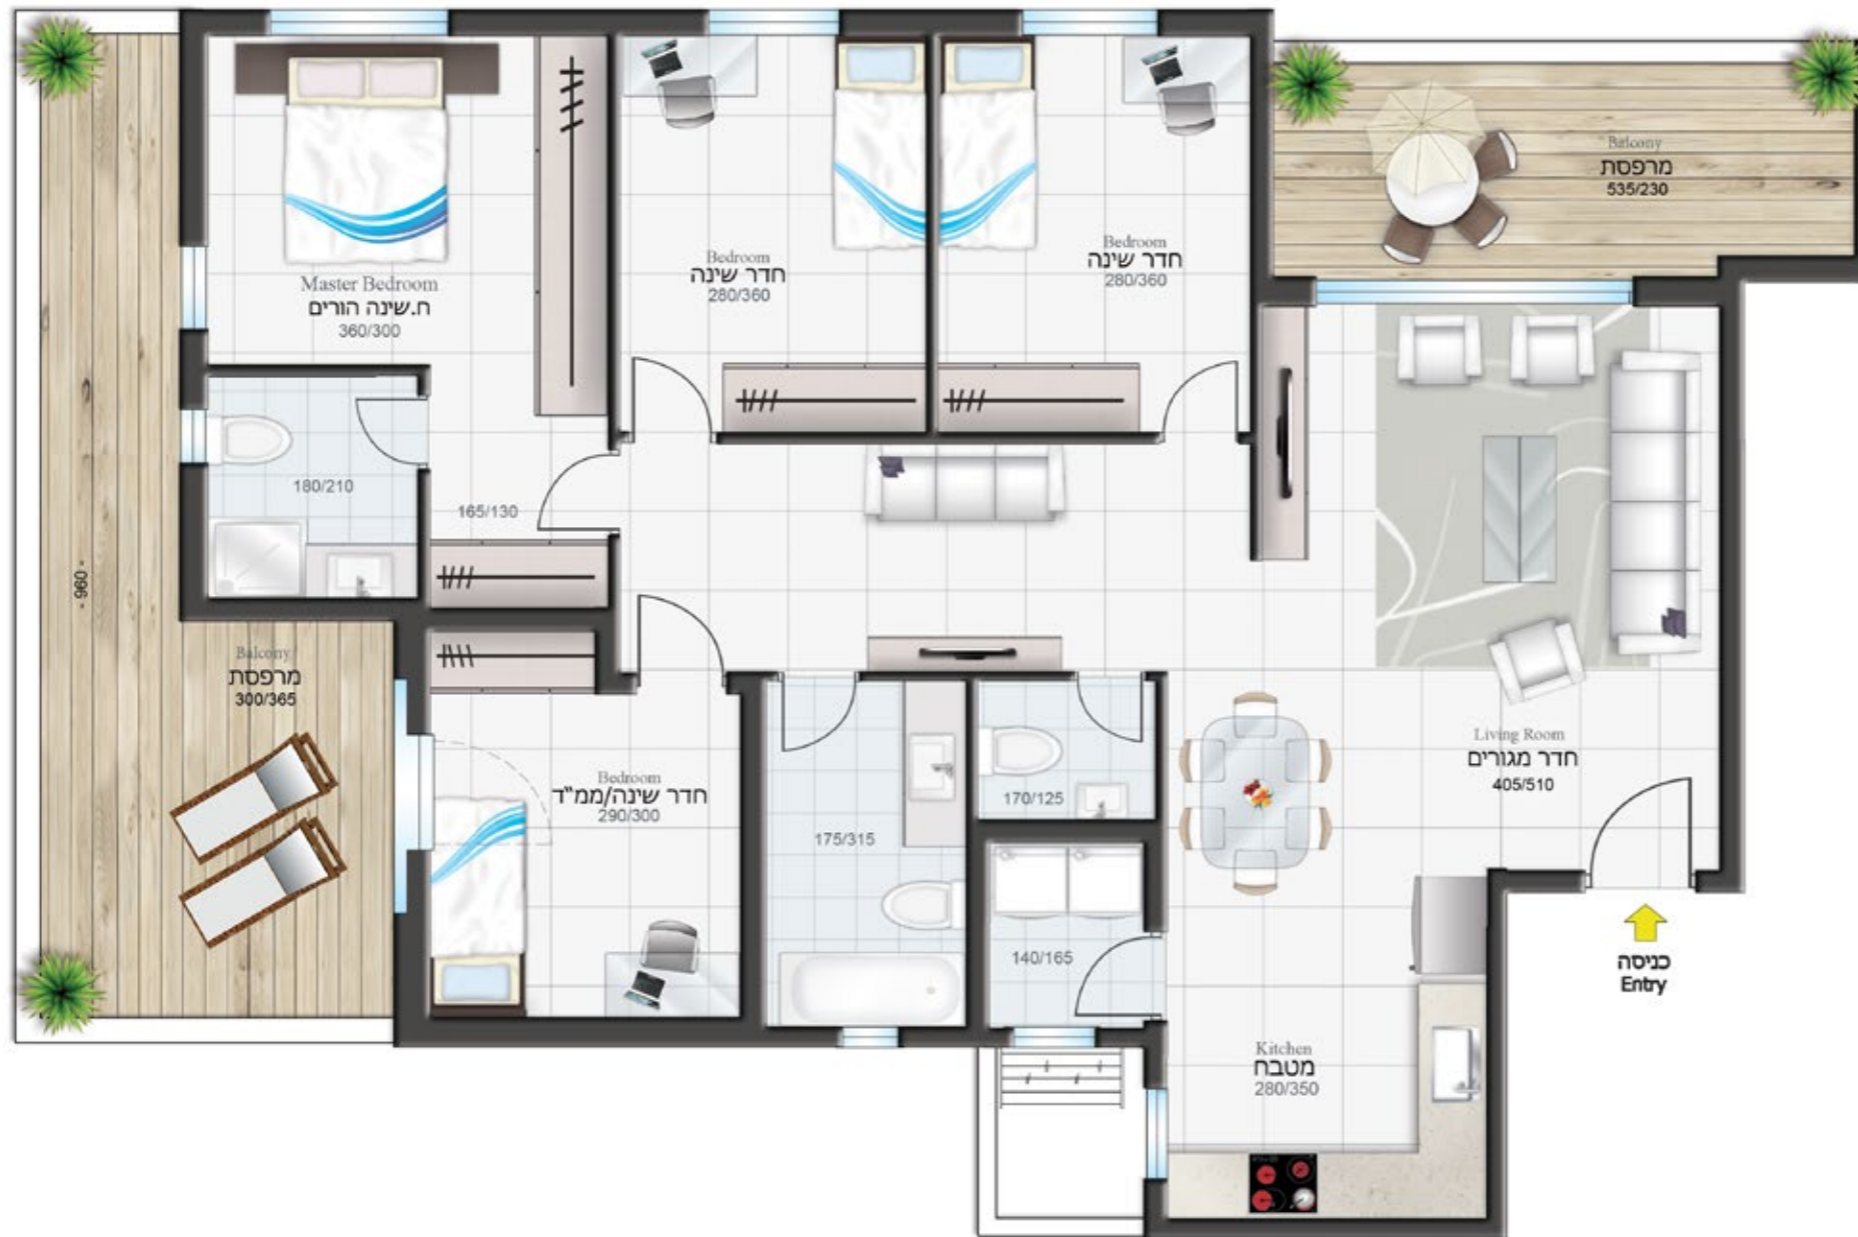 Balcony
מרפסת
535/230
Bedroom
חדר שינה
280/360
Bedroom
חדר שינה
280/360
Master Bedroom
ח.שינה הורים
360/300
180/210
165/130
- 960 -
Balcony
מרפסת
300/365
Living Room
חדר מגורים
405/510
Bedroom
חדר שינה/ממ"ד
290/300
170/125
175/315
140/165
כניסה
Entry
Kitchen
מטבח
280/350